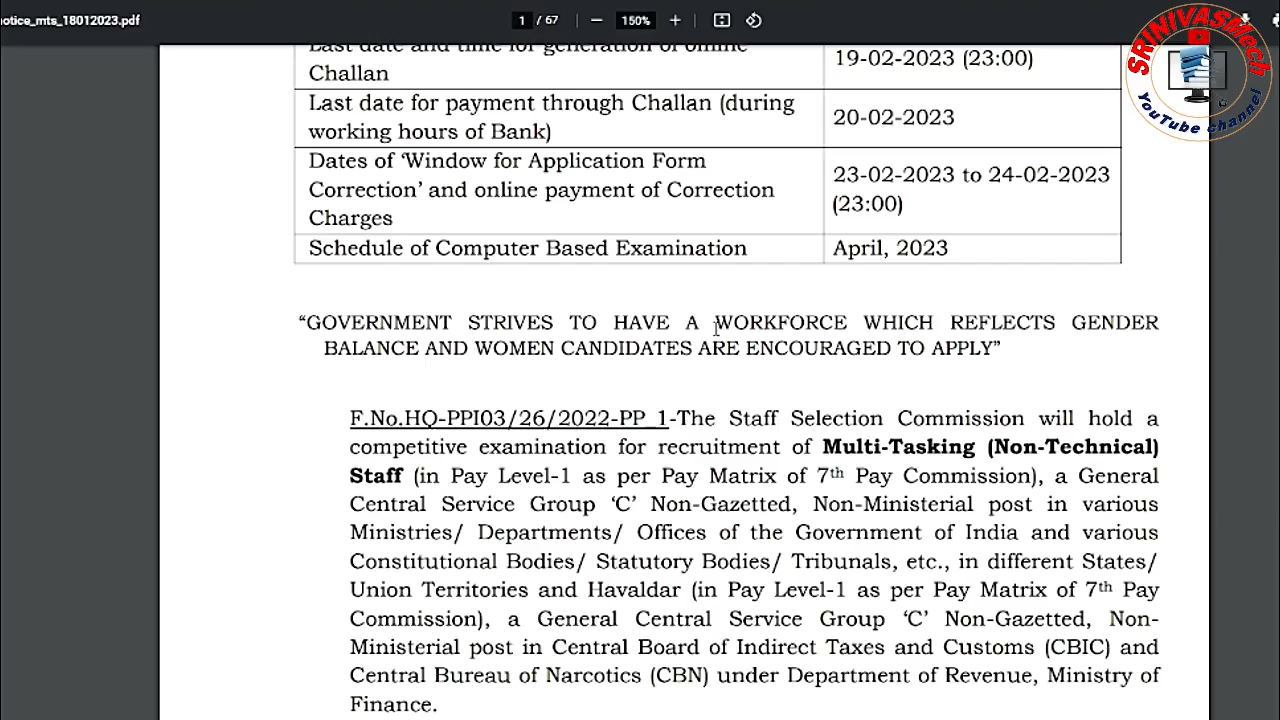 notice_mts_18012023.pdf
1 / 67
150%
SRINIVASMech
YouTube channel
Last date and time for generation of online
Challan
19-02-2023 (23:00)
Last date for payment through Challan (during
working hours of Bank)
20-02-2023
Dates of ‘Window for Application Form
Correction’ and online payment of Correction
Charges
23-02-2023 to 24-02-2023
(23:00)
Schedule of Computer Based Examination
April, 2023
“GOVERNMENT STRIVES TO HAVE A WORKFORCE WHICH REFLECTS GENDER
BALANCE AND WOMEN CANDIDATES ARE ENCOURAGED TO APPLY”
F.No.HQ-PPI03/26/2022-PP_1-The Staff Selection Commission will hold a
competitive examination for recruitment of Multi-Tasking (Non-Technical)
Staff (in Pay Level-1 as per Pay Matrix of 7th Pay Commission), a General
Central Service Group ‘C’ Non-Gazetted, Non-Ministerial post in various
Ministries/ Departments/ Offices of the Government of India and various
Constitutional Bodies/ Statutory Bodies/ Tribunals, etc., in different States/
Union Territories and Havaldar (in Pay Level-1 as per Pay Matrix of 7th Pay
Commission), a General Central Service Group ‘C’ Non-Gazetted, Non-
Ministerial post in Central Board of Indirect Taxes and Customs (CBIC) and
Central Bureau of Narcotics (CBN) under Department of Revenue, Ministry of
Finance.